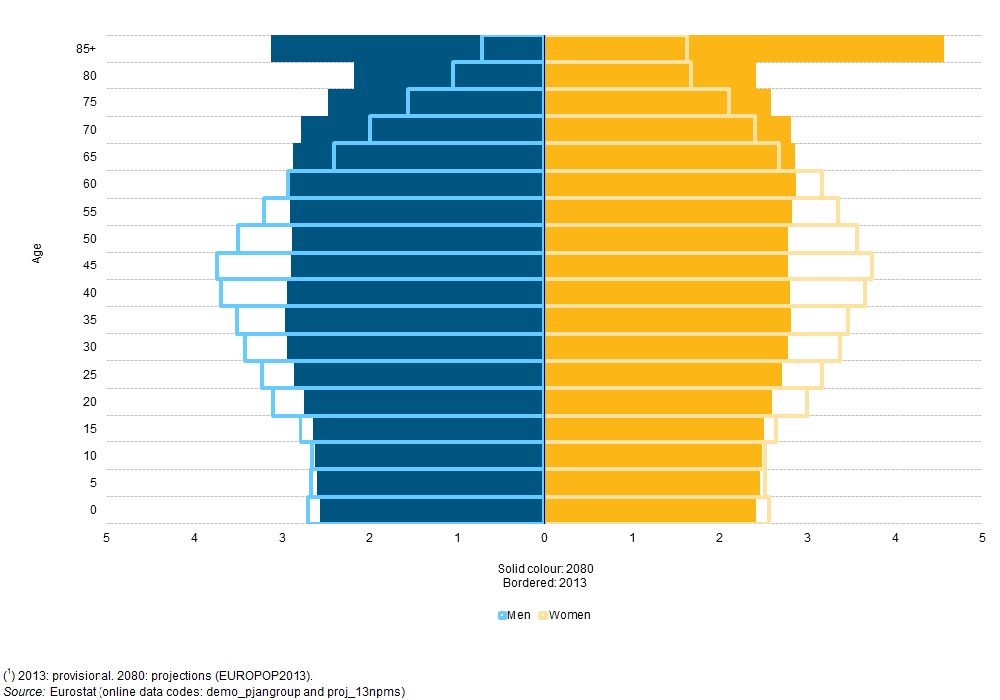 85+
80
75
70
65
60
55
50
45
40
35
30
25
20
15
10
5
0
Age
5 4 3 2 1 0 1 2 3 4 5
Solid colour: 2080
Bordered: 2013
Men Women
(1) 2013: provisional. 2080: projections (EUROPOP2013).
Source: Eurostat (online data codes: demo_pjangroup and proj_13npms)